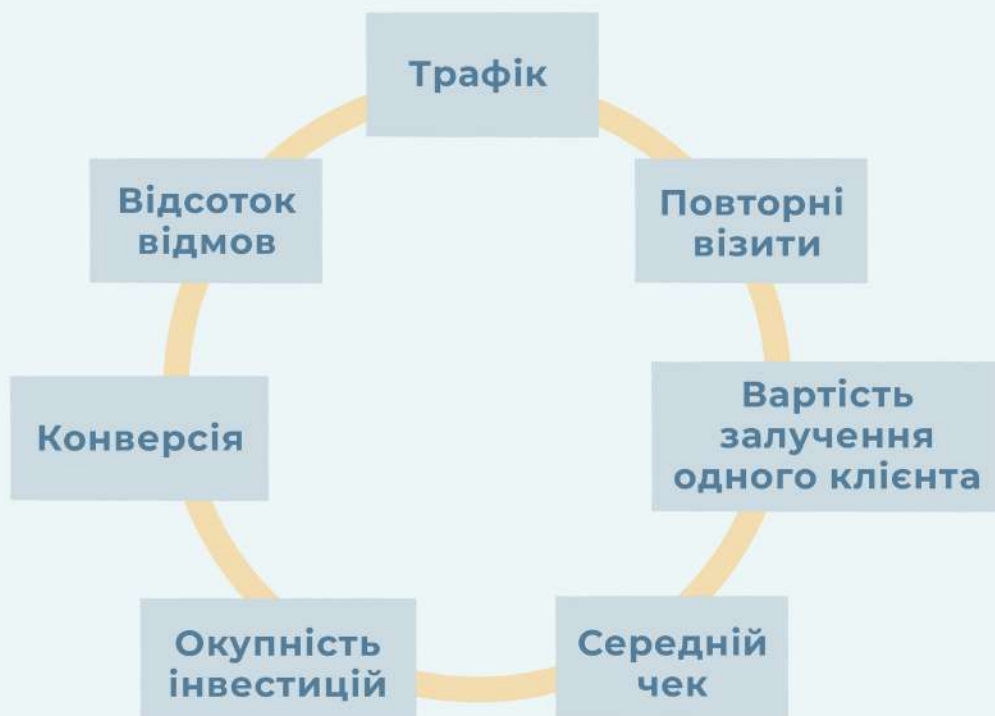 Трафік
Повторні
візити
Вартість
залучення
одного клієнта
Середній
чек
Окупність
інвестицій
Конверсія
Відсоток
відмов